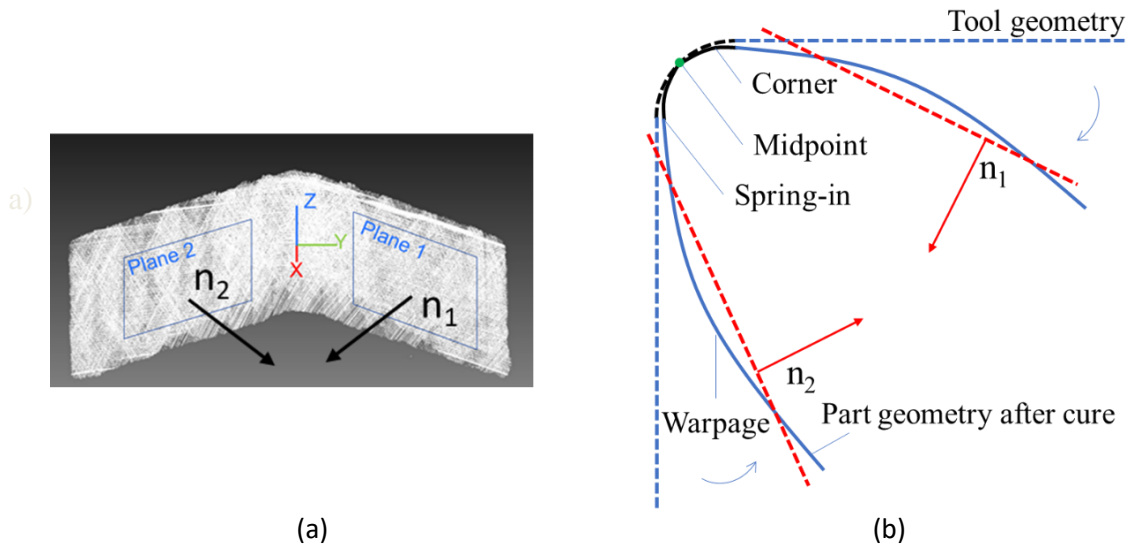 a)
Plane 2
Z
Y
X
Plane 1
n2
n1
(a)
Tool geometry
Corner
Midpoint
Spring-in
n1
n2
Warpage
Part geometry after cure
(b)